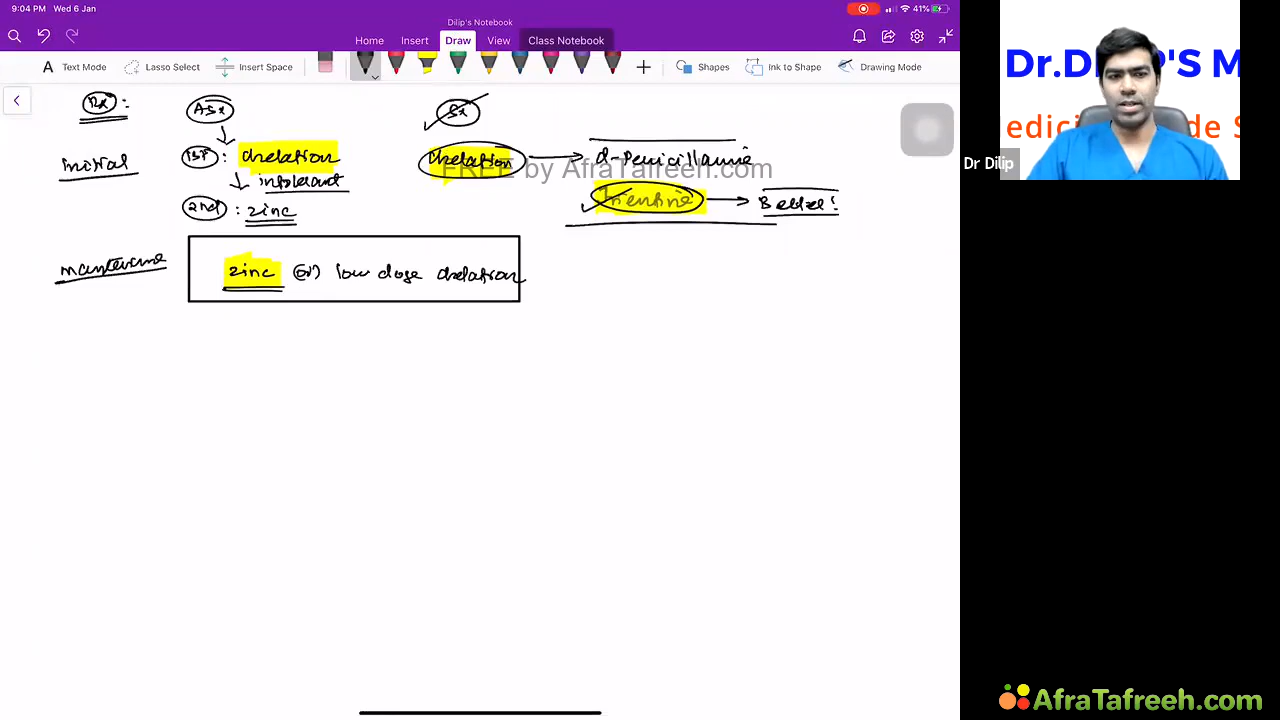 9:04 PM Wed 6 Jan
41%
Dilip's Notebook
Home Insert Draw View Class Notebook
Text Mode Lasso Select Insert Space Shapes Ink to Shape Drawing Mode
Rx : ASx Sx
Initial 1st : chelation chelation d-Penicillamine
FREE by AfraTafreeh.com
intolerant
2nd : zinc Trientine Better!
maintenance zinc (or) low dose chelation
Dr.DI P'S M
edici de S
Dr Dilip
AfraTafreeh.com